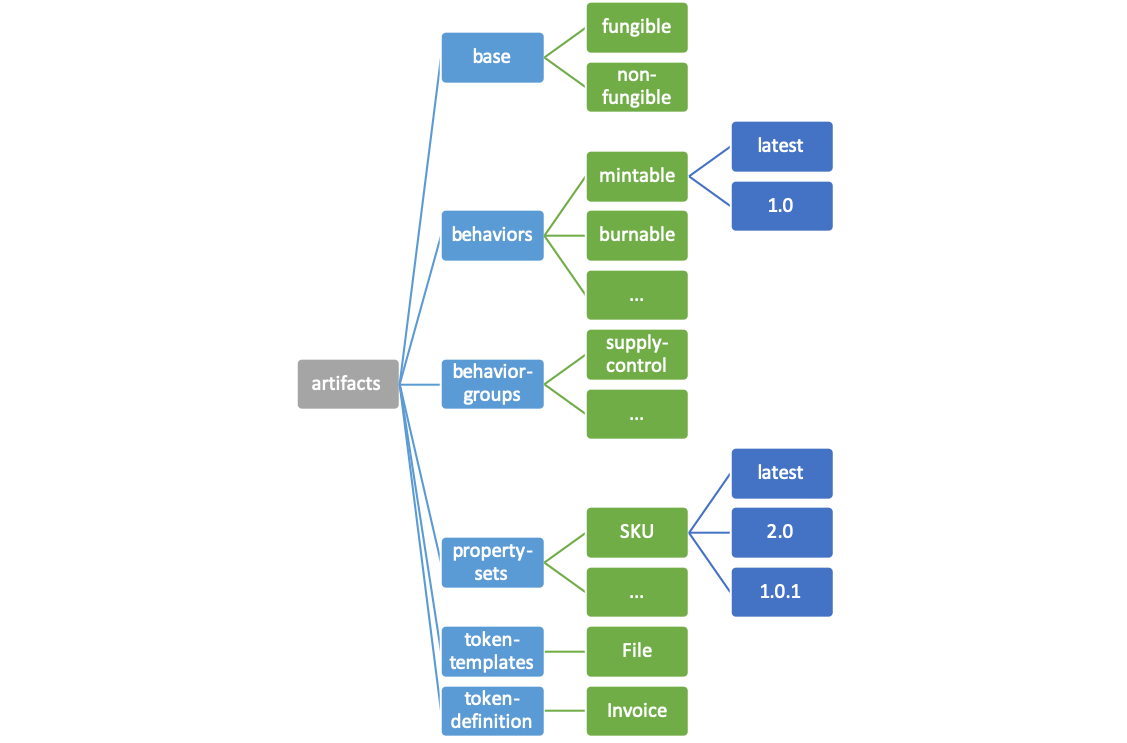 base
fungible
non-
fungible
behaviors
mintable
latest
1.0
burnable
...
artifacts
behavior-
groups
supply-
control
...
property-
sets
SKU
latest
2.0
1.0.1
...
token-
templates
File
token-
definition
Invoice